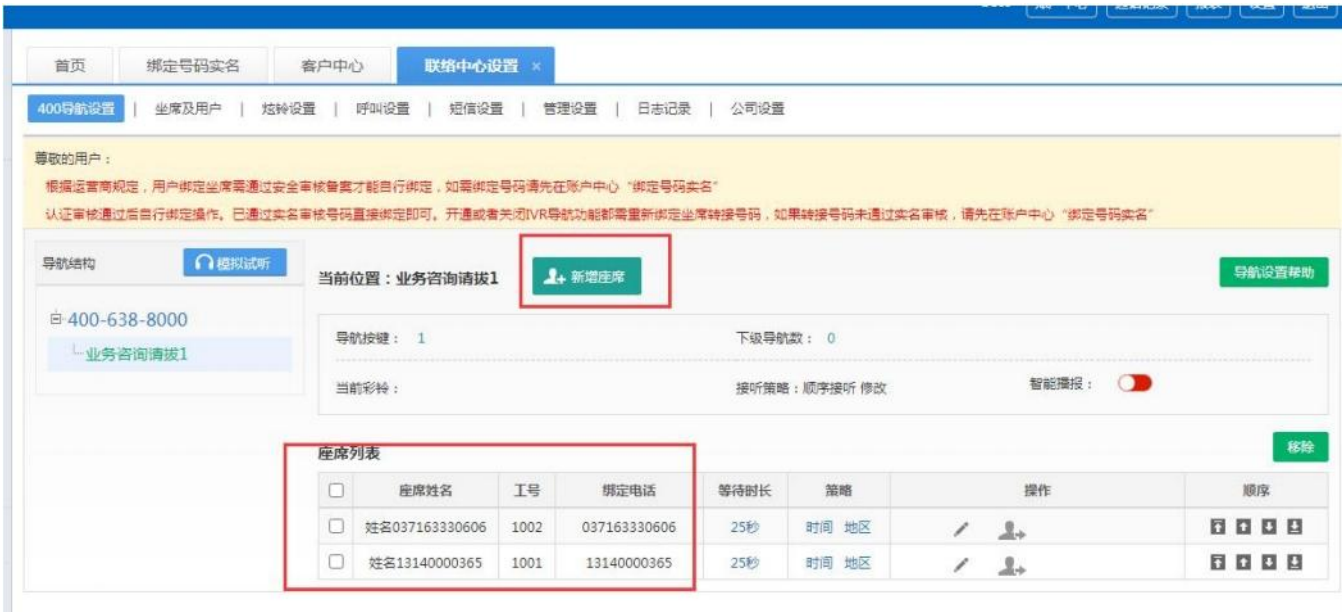 首页 绑定号码实名 客户中心 联络中心设置 ×
400导航设置 | 坐席及用户 | 炫铃设置 | 呼叫设置 | 短信设置 | 管理设置 | 日志记录 | 公司设置
尊敬的用户：
根据运营商规定，用户绑定坐席需通过安全审核备案才能自行绑定，如需绑定号码请先在账户中心“绑定号码实名”
认证审核通过后自行绑定操作。已通过实名审核号码直接绑定即可。开通或者关闭IVR导航功能都需重新绑定坐席转接号码，如果转接号码未通过实名审核，请先在账户中心“绑定号码实名”
导航结构 模拟试听
当前位置：业务咨询请拔1 新增座席 导航设置帮助
400-638-8000
业务咨询请拔1
导航按键： 1 下级导航数： 0
当前彩铃： 接听策略：顺序接听 修改 智能播报：
座席列表 移除
座席姓名 工号 绑定电话 等待时长 策略 操作 顺序
姓名037163330606 1002 037163330606 25秒 时间 地区
姓名13140000365 1001 13140000365 25秒 时间 地区